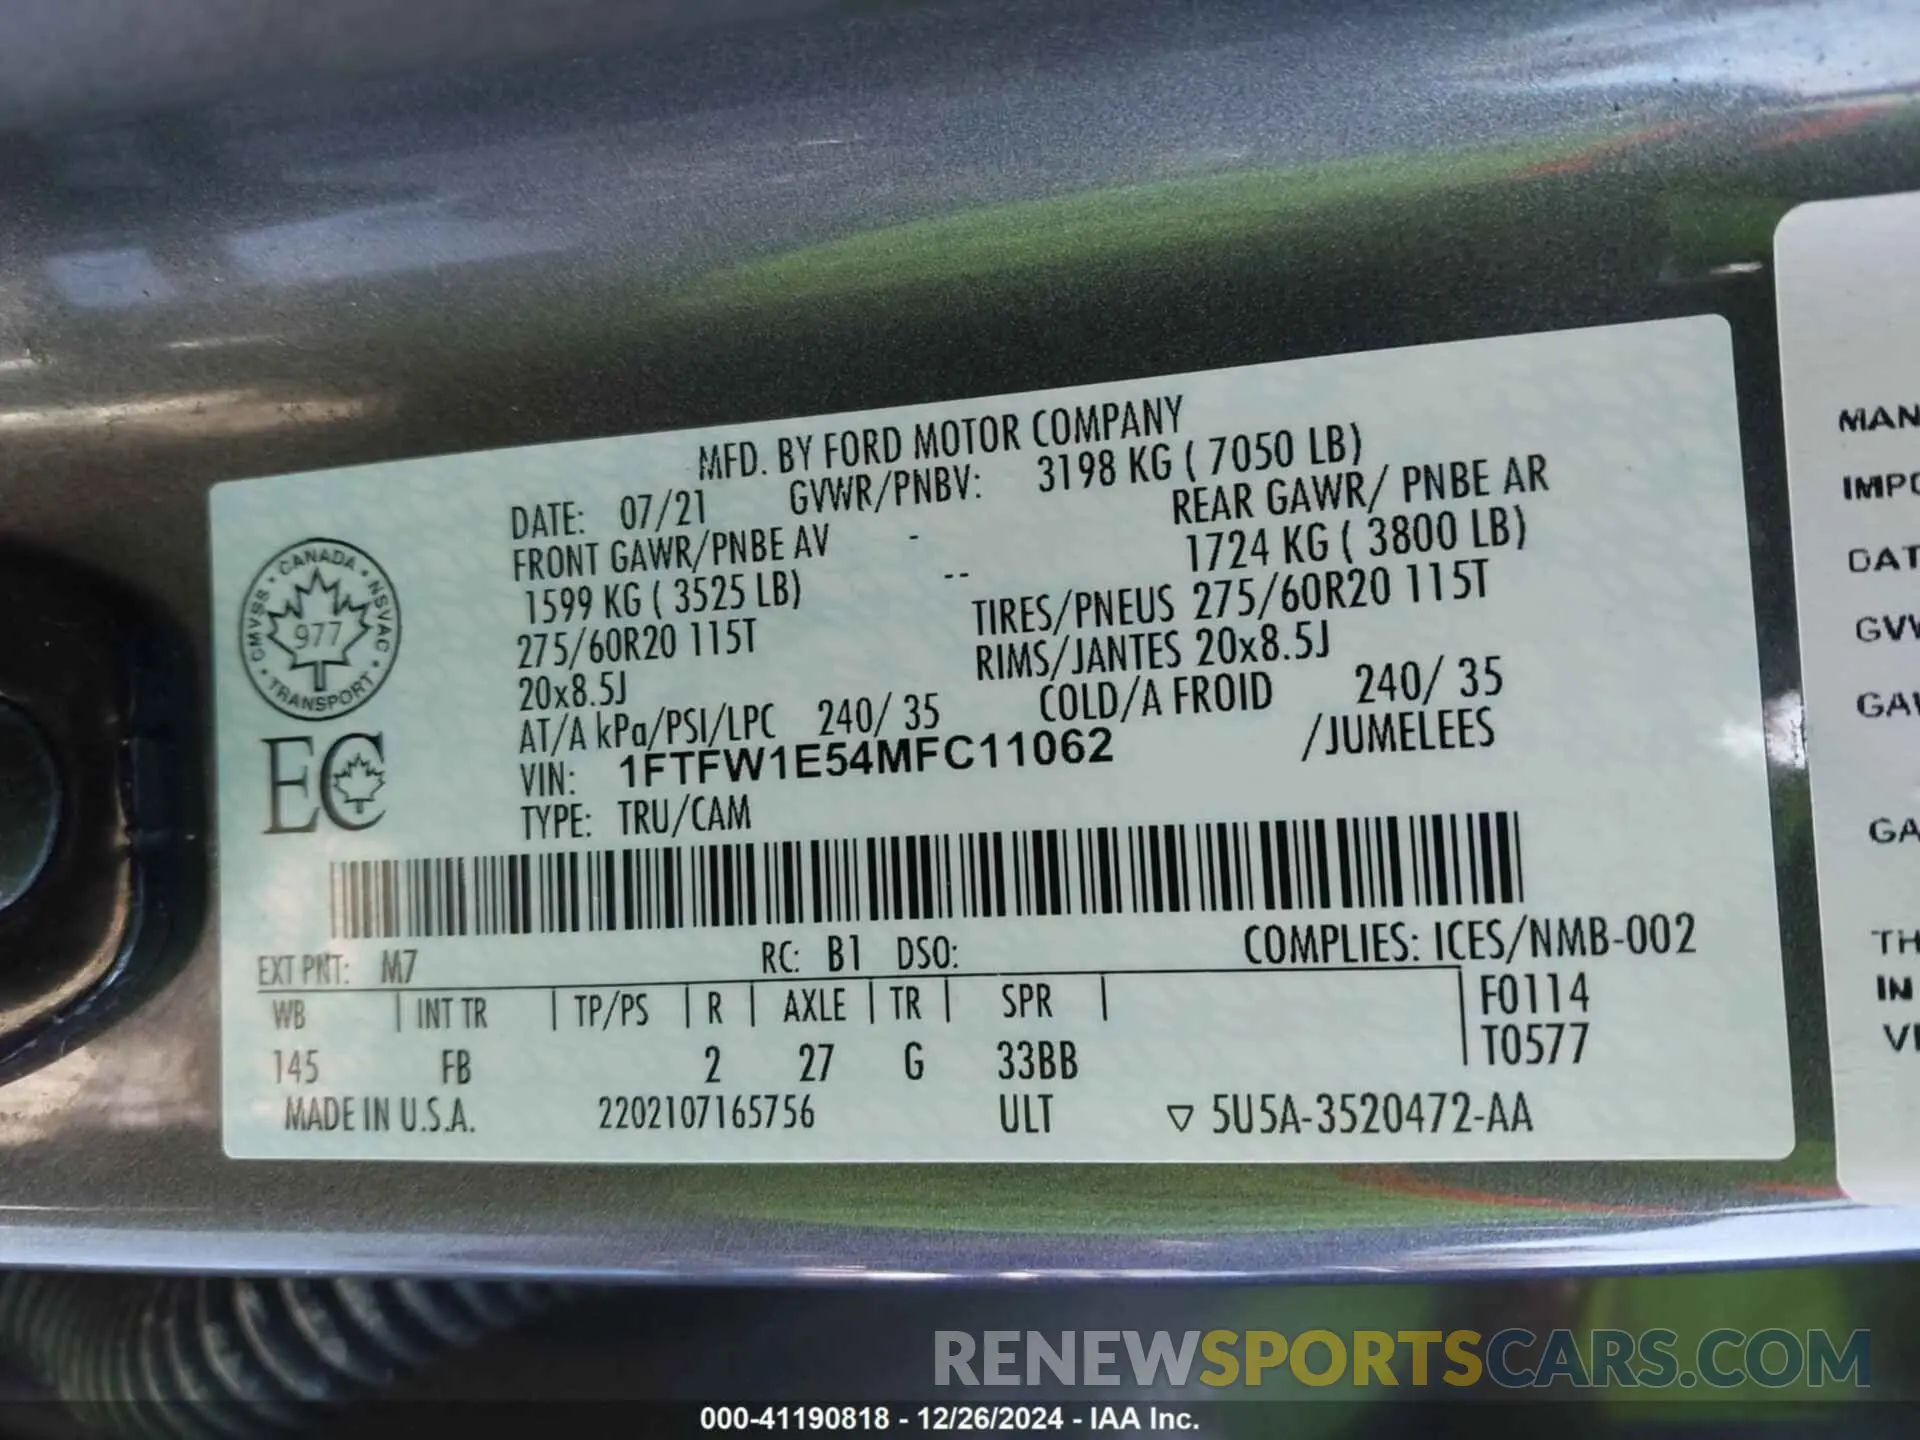 MFD. BY FORD MOTOR COMPANY
DATE: 07/21 GVWR/PNBV: 3198 KG ( 7050 LB)
FRONT GAWR/PNBE AV - REAR GAWR/ PNBE AR
1599 KG ( 3525 LB) -- 1724 KG ( 3800 LB)
275/60R20 115T TIRES/PNEUS 275/60R20 115T
20x8.5J RIMS/JANTES 20x8.5J
AT/A kPa/PSI/LPC 240/ 35 COLD/A FROID 240/ 35
VIN: 1FTFW1E54MFC11062 /JUMELEES
TYPE: TRU/CAM
CANADA • NSVAC • TRANSPORT • CMVSS •
977
EC
EXT PNT: M7 RC: B1 DSO: COMPLIES: ICES/NMB-002
WB | INT TR | TP/PS | R | AXLE | TR | SPR | F0114
T0577
145 FB 2 27 G 33BB
MADE IN U.S.A. 2202107165756 ULT ▽ 5U5A-3520472-AA
MAN
IMPO
DAT
GVW
GAW
GA
TH
IN
VI
RENEWSPORTSCARS.COM
000-41190818 - 12/26/2024 - IAA Inc.